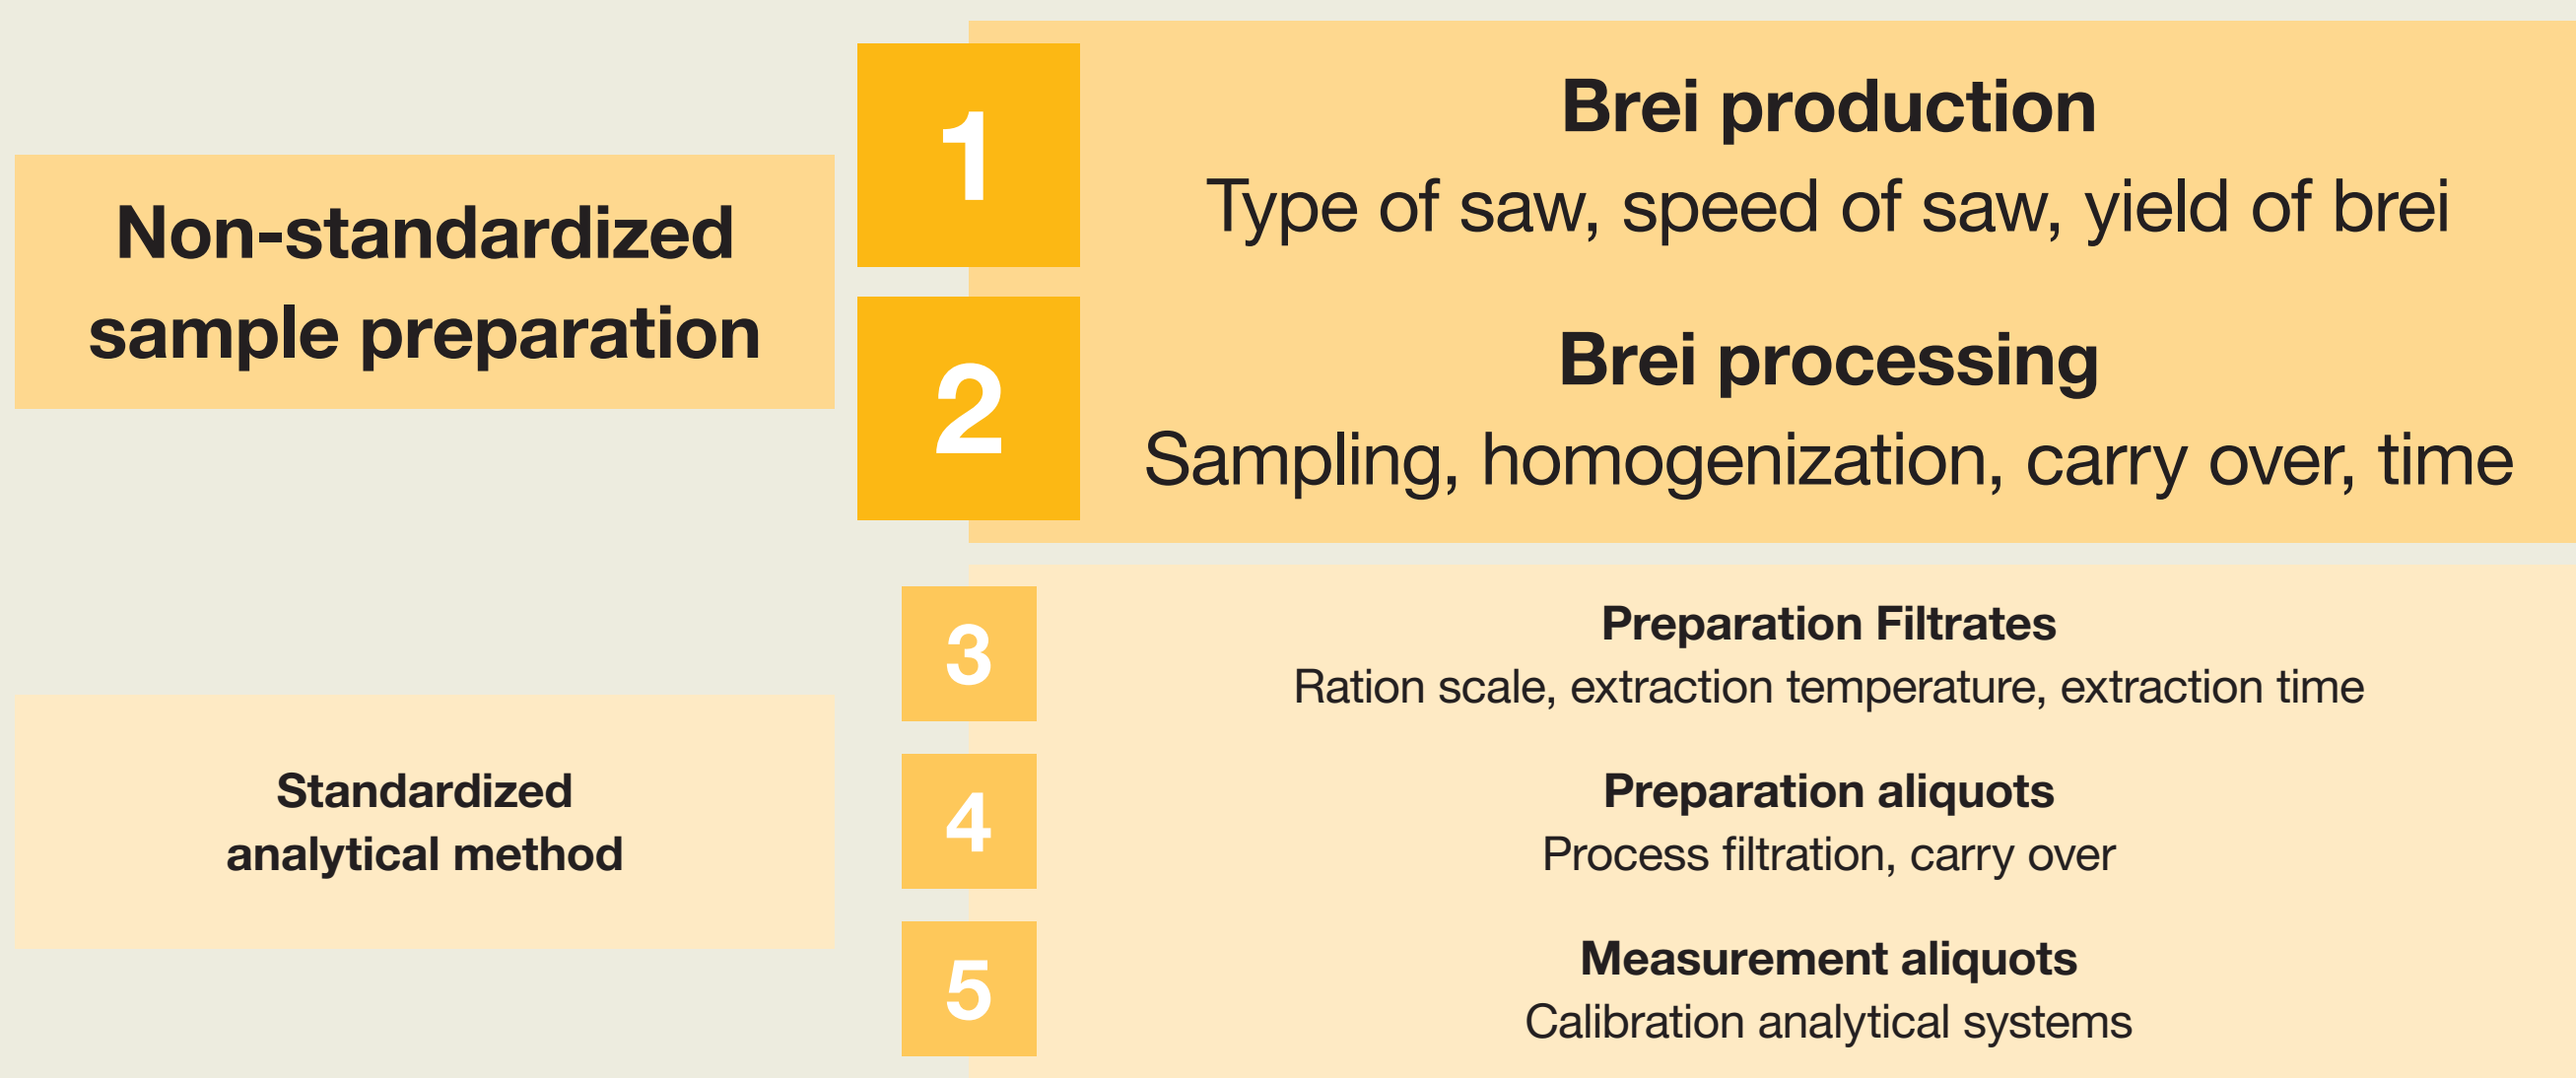 Non-standardized
sample preparation
1
Brei production
Type of saw, speed of saw, yield of brei
2
Brei processing
Sampling, homogenization, carry over, time
Standardized
analytical method
3
Preparation Filtrates
Ration scale, extraction temperature, extraction time
4
Preparation aliquots
Process filtration, carry over
5
Measurement aliquots
Calibration analytical systems